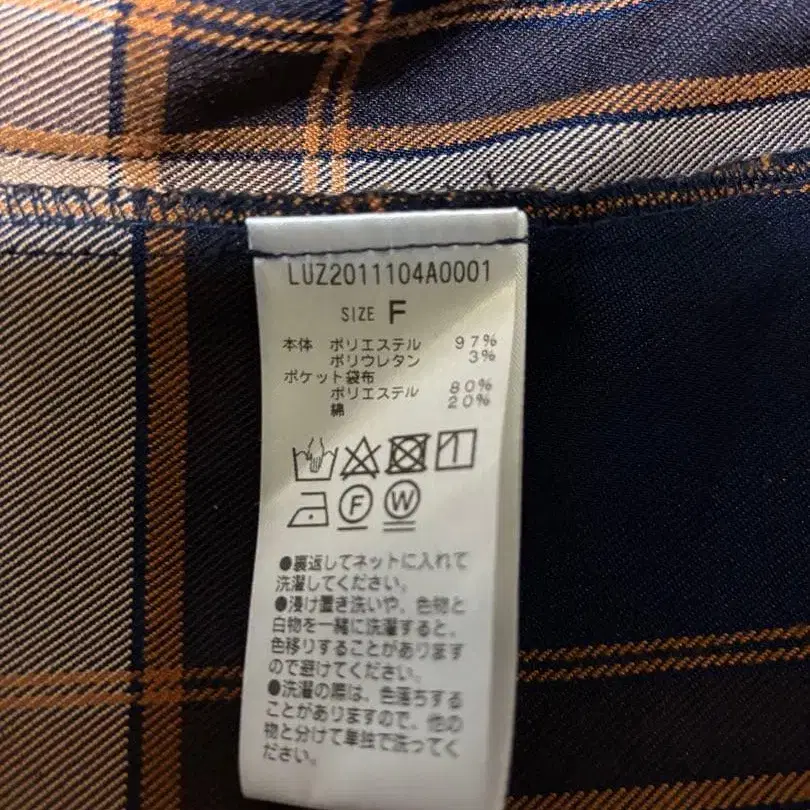 LUZ2011104A0001
SIZE F
本体 ポリエステル 97%
ポリウレタン 3%
ポケット袋布
ポリエステル 80%
綿 20%
F W
●裏返してネットに入れて
洗濯してください。
●浸け置き洗いや、色物と
白物を一緒に洗濯すると、
色移りすることがあります
ので避けてください。
●洗濯の際は、色落ちする
ことがありますので、他の
物と分けて単独で洗ってく
ださい。